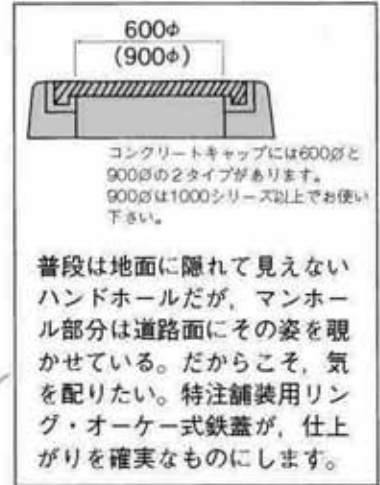 600φ
(900φ)
コンクリートキャップには600Øと
900Øの2タイプがあります。
900Øは1000シリーズ以上でお使い
下さい。
普段は地面に隠れて見えない
ハンドホールだが，マンホー
ル部分は道路面にその姿を覗
かせている。だからこそ，気
を配りたい。特注舗装用リン
グ・オーケー式鉄蓋が，仕上
がりを確実なものにします。